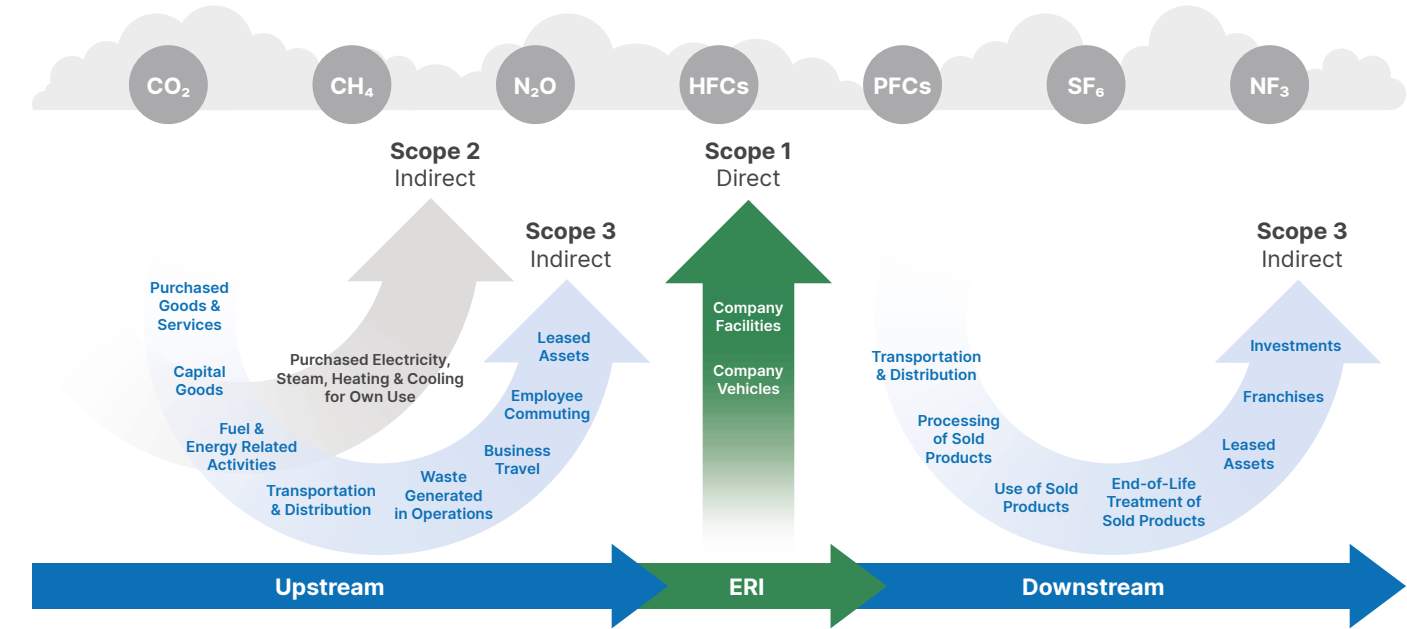 CO₂
CH₄
N₂O
HFCs
PFCs
SF₆
NF₃
Scope 2
Indirect
Scope 1
Direct
Scope 3
Indirect
Scope 3
Indirect
Purchased
Goods &
Services
Capital
Goods
Fuel &
Energy Related
Activities
Transportation
& Distribution
Waste
Generated
in Operations
Business
Travel
Employee
Commuting
Leased
Assets
Purchased Electricity,
Steam, Heating & Cooling
for Own Use
Company
Facilities
Company
Vehicles
Transportation
& Distribution
Processing
of Sold
Products
Use of Sold
Products
End-of-Life
Treatment of
Sold Products
Leased
Assets
Franchises
Investments
Upstream
ERI
Downstream